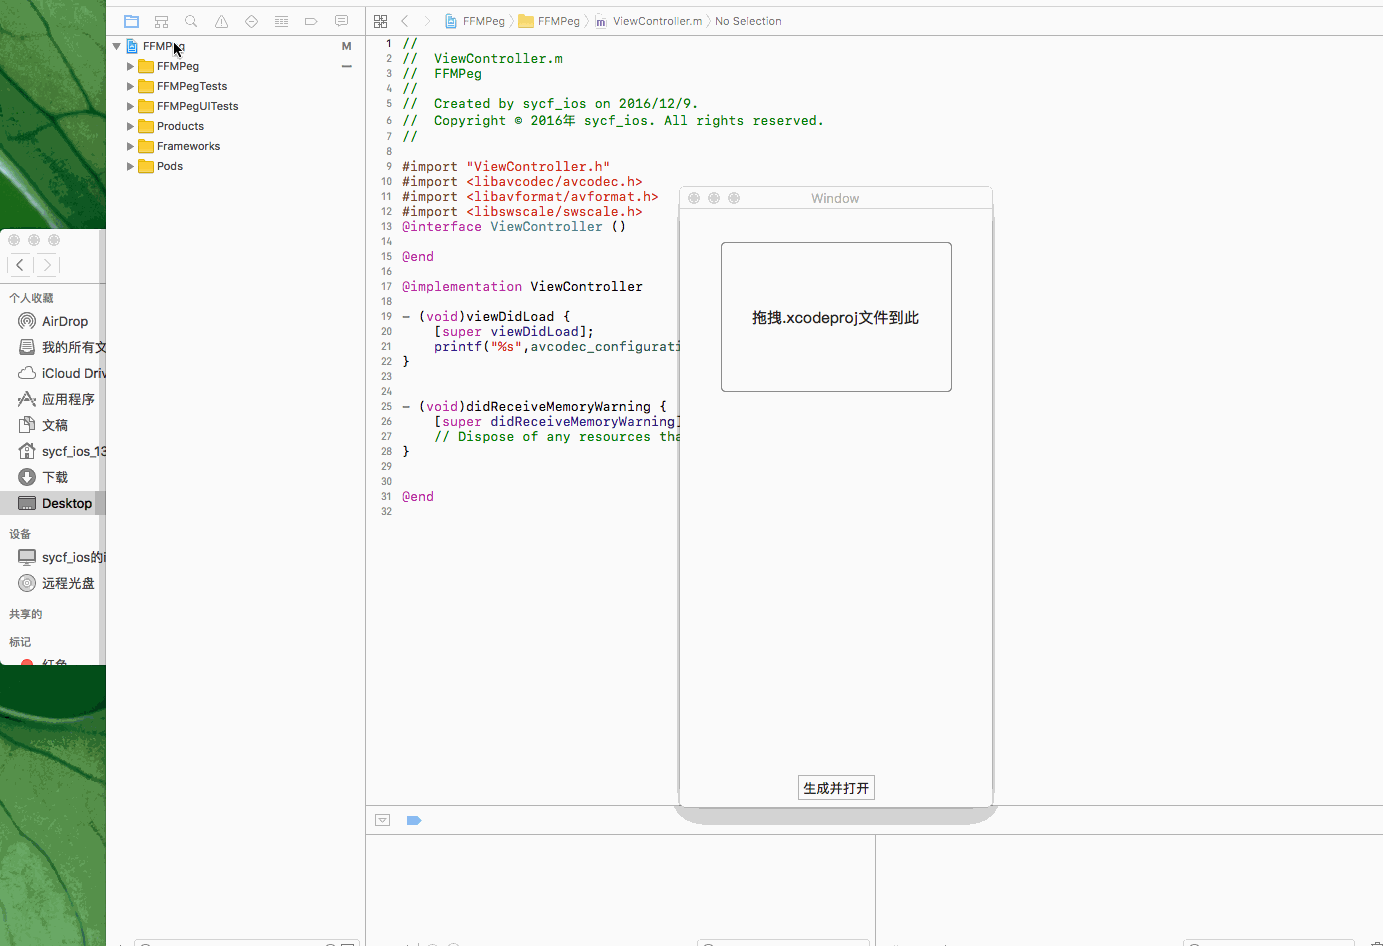 FFMPeg
FFMPeg
ViewController.m
No Selection
M
FFMPeg
FFMPegTests
FFMPegUITests
Products
Frameworks
Pods
个人收藏
AirDrop
我的所有文
iCloud Driv
应用程序
文稿
sycf_ios_13
下载
Desktop
设备
sycf_ios的i
远程光盘
共享的
标记
红色
1 //
2 //  ViewController.m
3 //  FFMPeg
4 //
5 //  Created by sycf_ios on 2016/12/9.
6 //  Copyright © 2016年 sycf_ios. All rights reserved.
7 //
8
9 #import "ViewController.h"
10 #import <libavcodec/avcodec.h>
11 #import <libavformat/avformat.h>
12 #import <libswscale/swscale.h>
13 @interface ViewController ()
14
15 @end
16
17 @implementation ViewController
18
19 - (void)viewDidLoad {
20     [super viewDidLoad];
21     printf("%s",avcodec_configurati
22 }
23
24
25 - (void)didReceiveMemoryWarning {
26     [super didReceiveMemoryWarning]
27     // Dispose of any resources tha
28 }
29
30
31 @end
32
Window
拖拽.xcodeproj文件到此
生成并打开